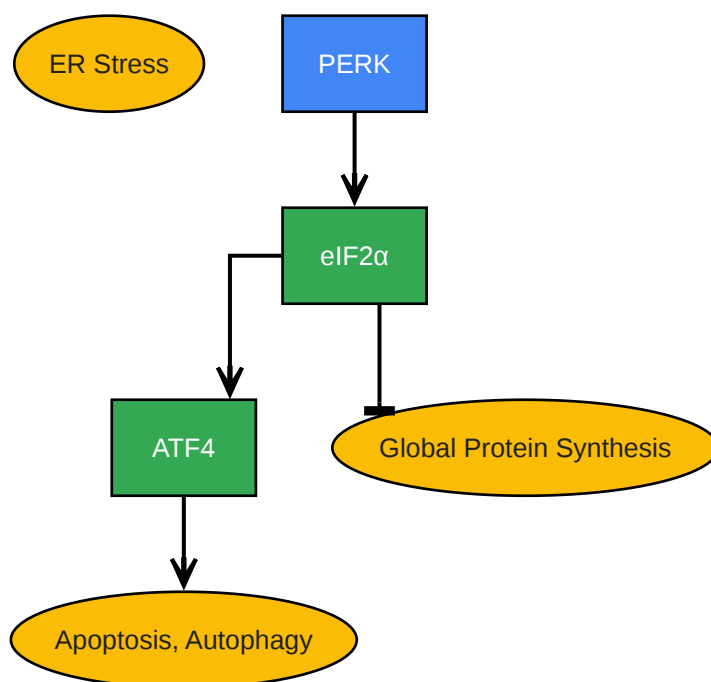 ER Stress
PERK
eIF2α
ATF4
Global Protein Synthesis
Apoptosis, Autophagy